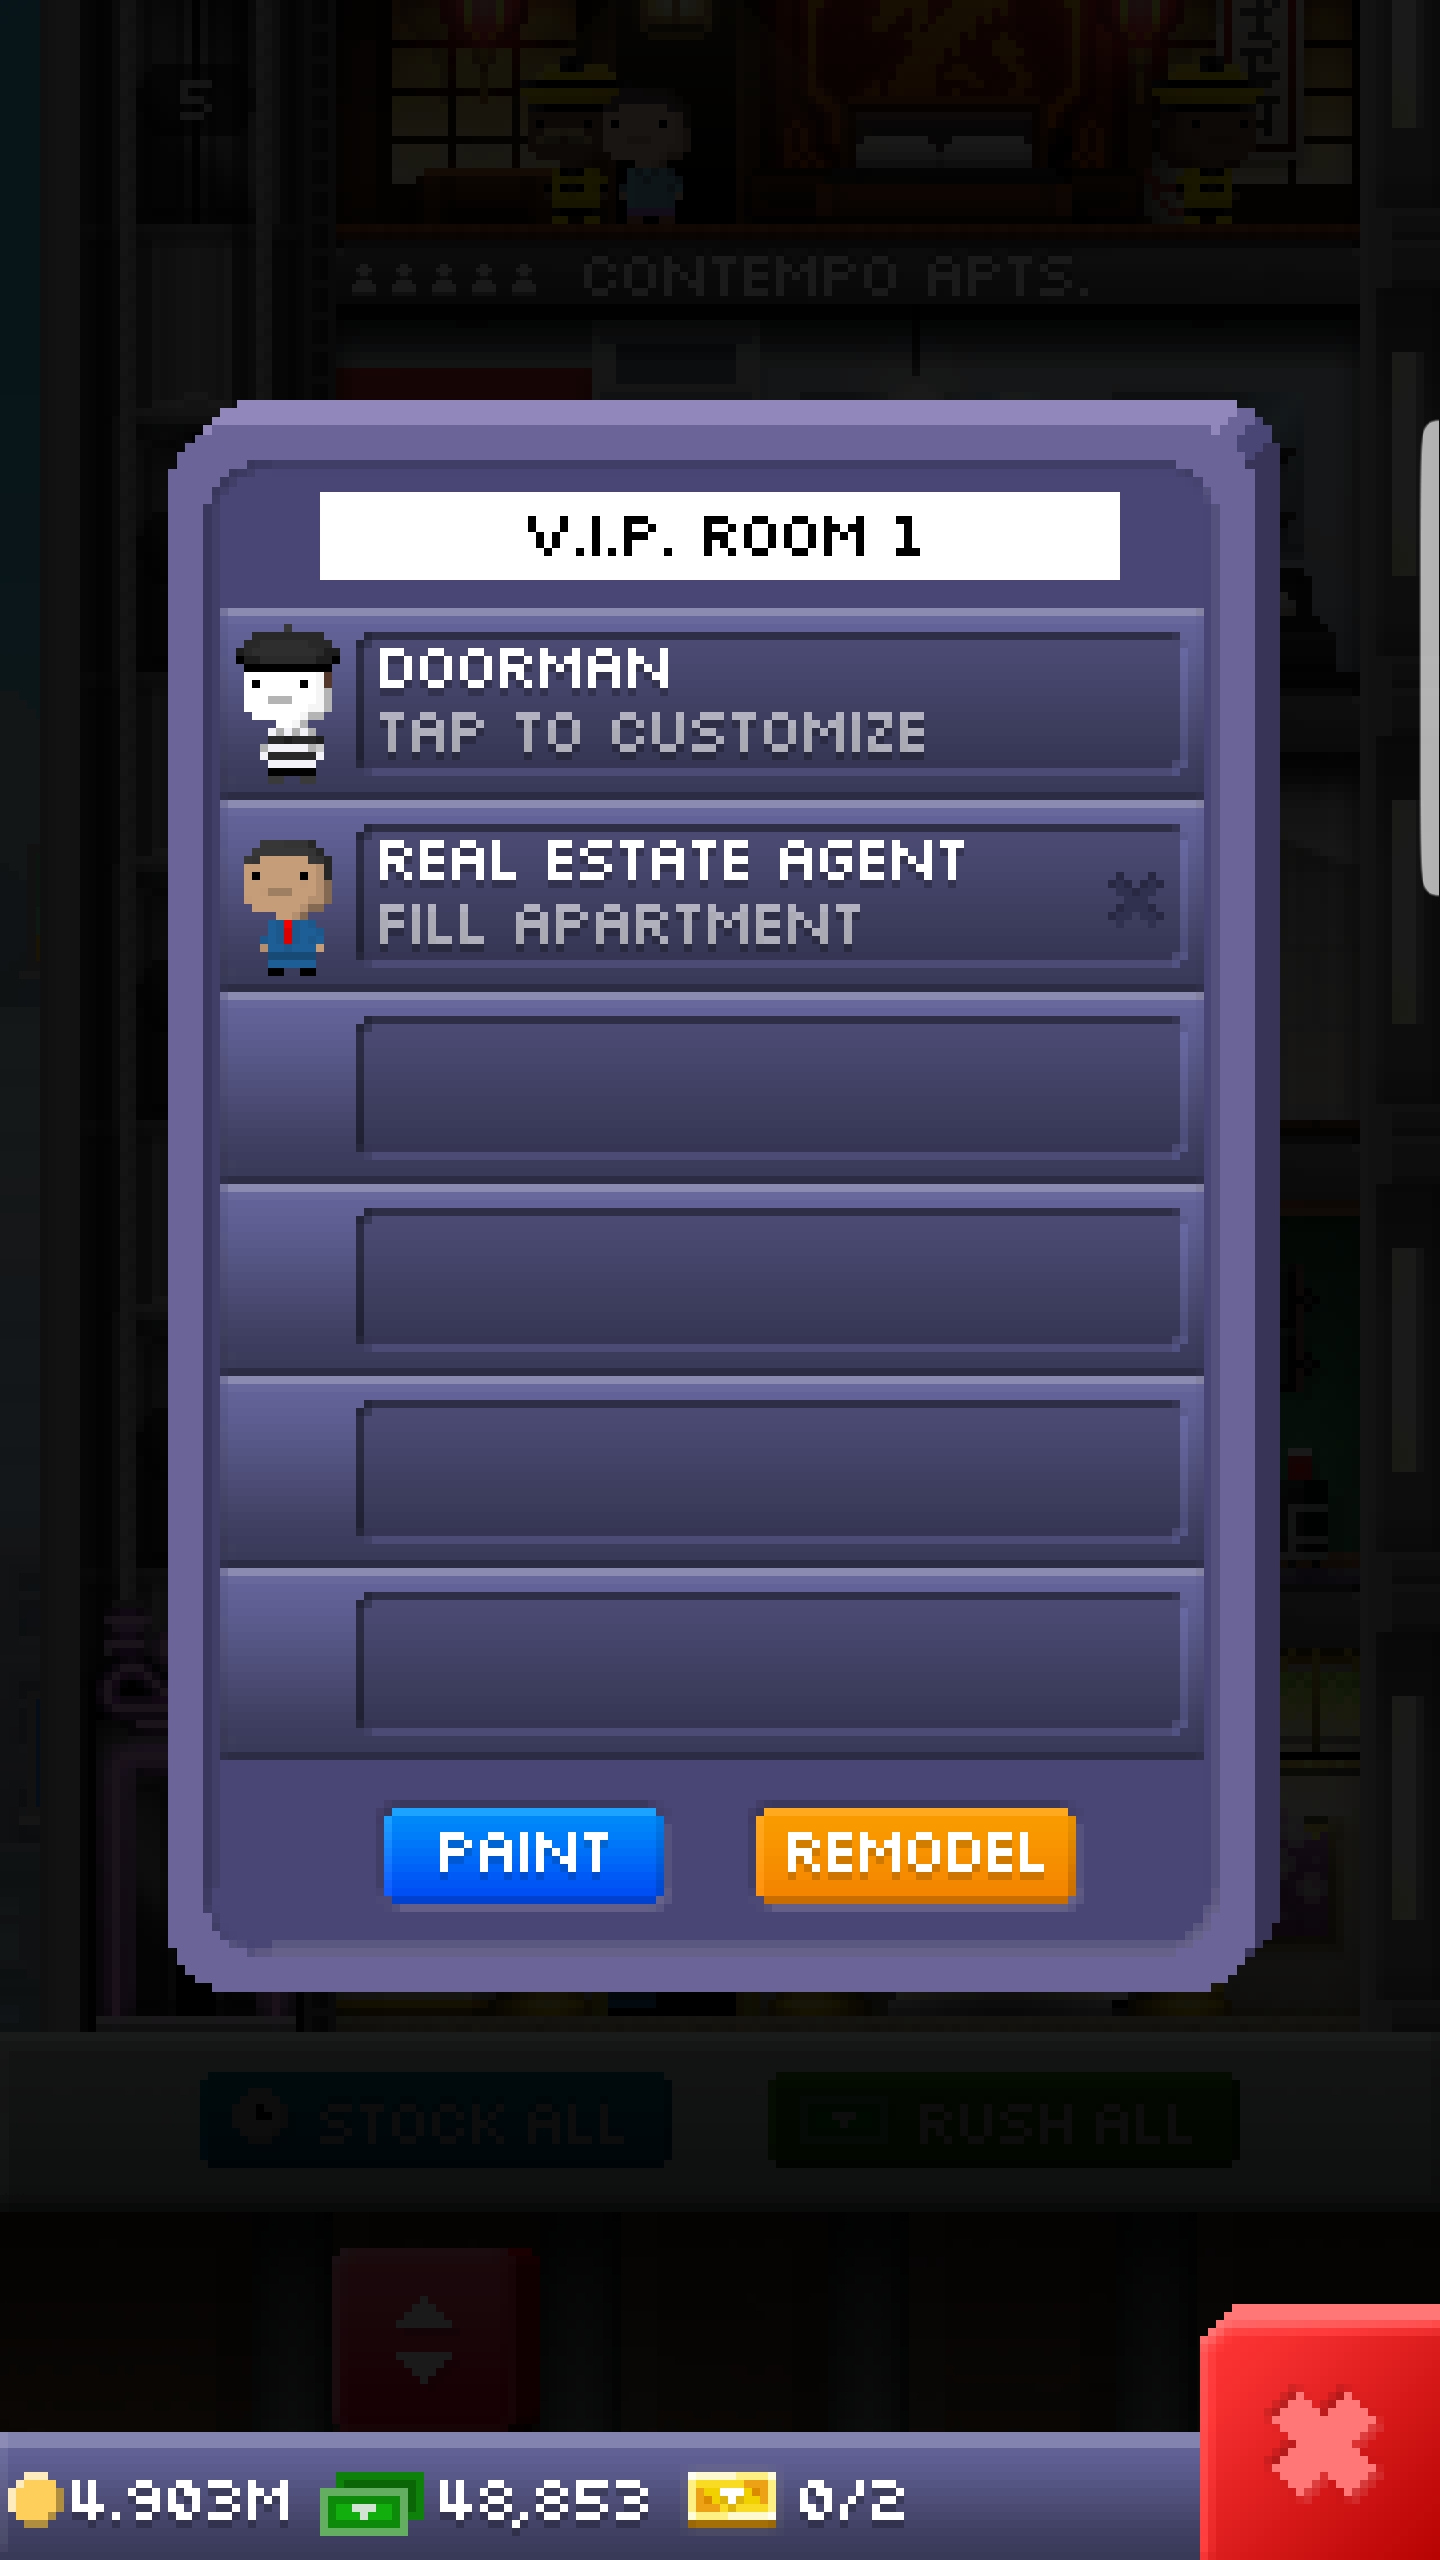 5
CONTEMPO APTS.
V.I.P. ROOM 1
DOORMAN
TAP TO CUSTOMIZE
REAL ESTATE AGENT
FILL APARTMENT
PAINT
REMODEL
STOCK ALL
RUSH ALL
4.903M
48,853
0/2